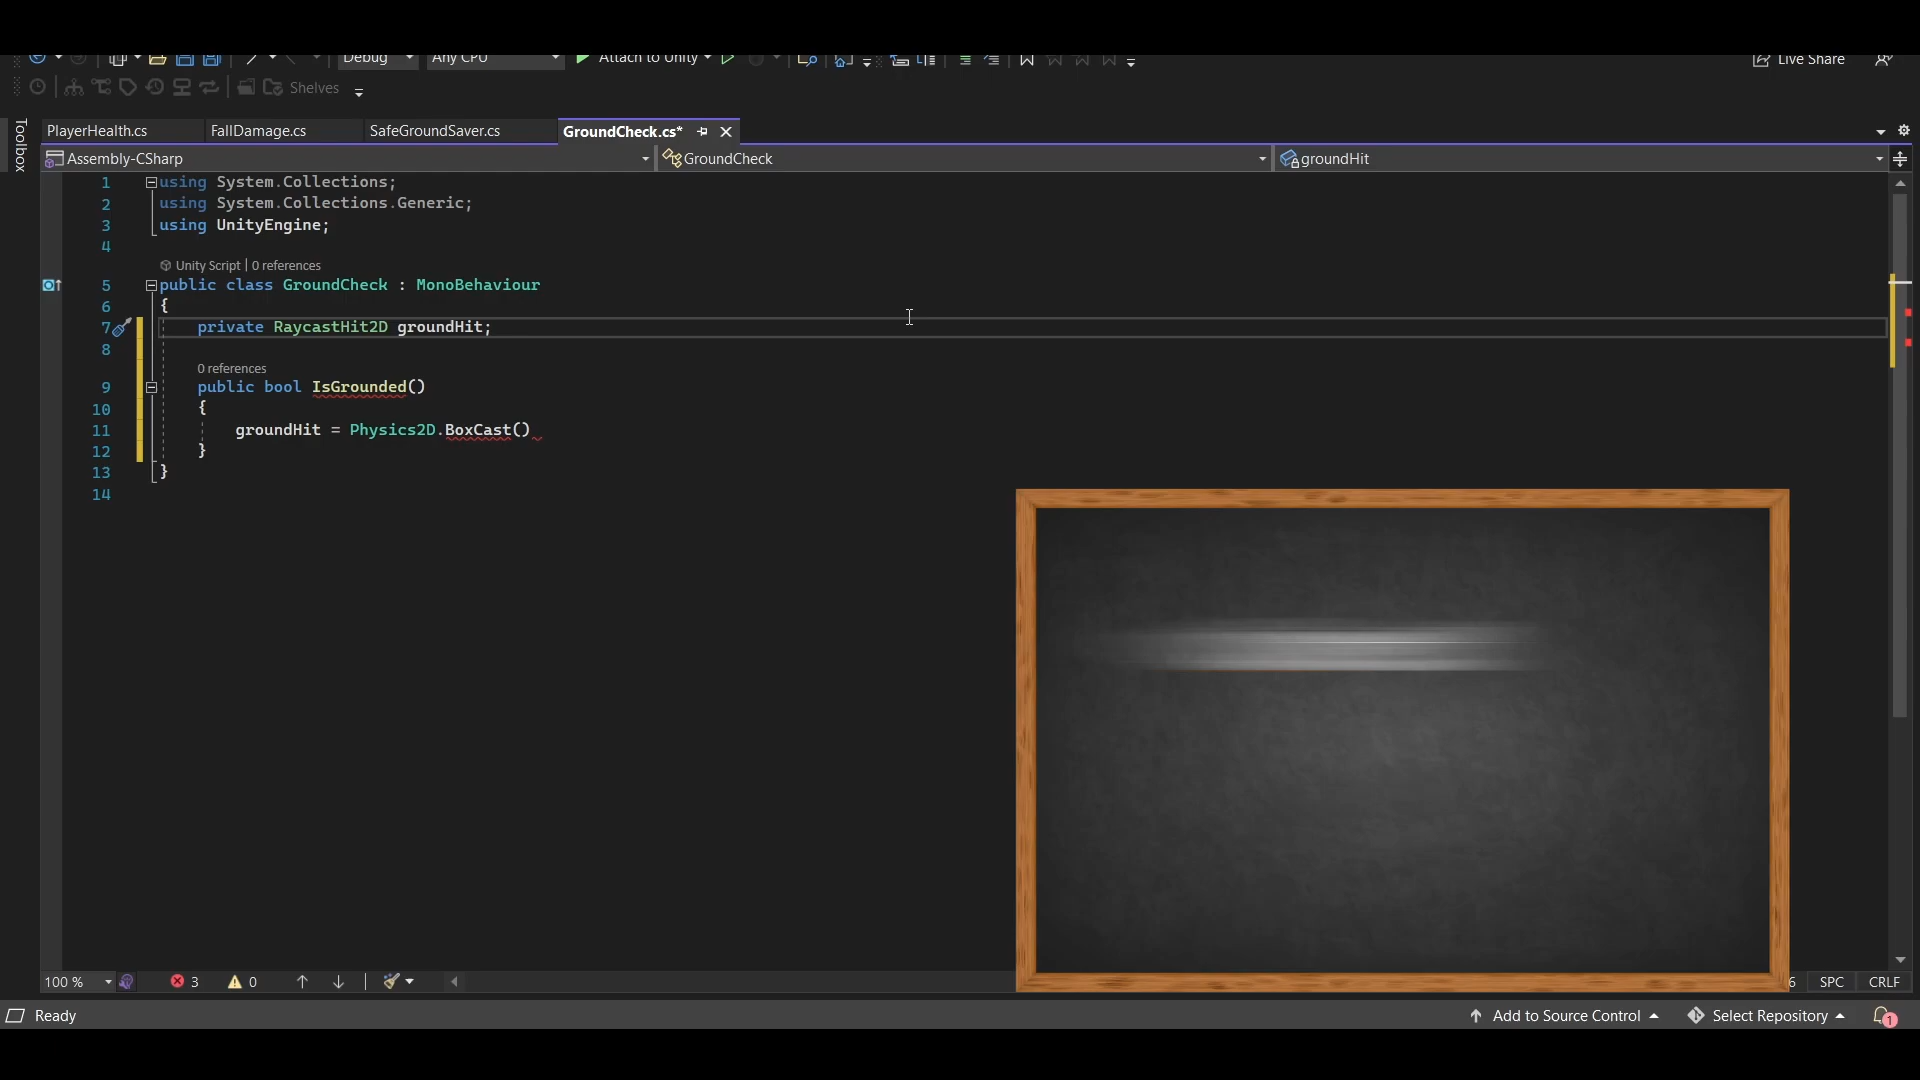 Debug
Any CPU
Attach to Unity
Live Share
Shelves
Toolbox
PlayerHealth.cs
FallDamage.cs
SafeGroundSaver.cs
GroundCheck.cs*
Assembly-CSharp
GroundCheck
groundHit
1 using System.Collections;
2 using System.Collections.Generic;
3 using UnityEngine;
4
Unity Script | 0 references
5 public class GroundCheck : MonoBehaviour
6 {
7 private RaycastHit2D groundHit;
8
0 references
9 public bool IsGrounded()
10 {
11 groundHit = Physics2D.BoxCast()
12 }
13 }
14
100 %
3
0
6
SPC
CRLF
Ready
Add to Source Control
Select Repository
1